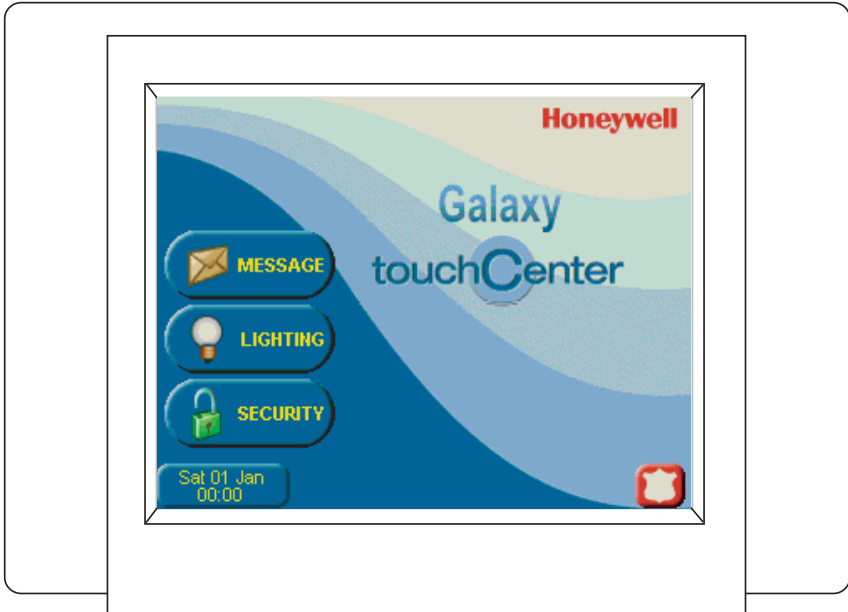 Honeywell
Galaxy
touchCenter
MESSAGE
LIGHTING
SECURITY
Sat 01 Jan
00:00